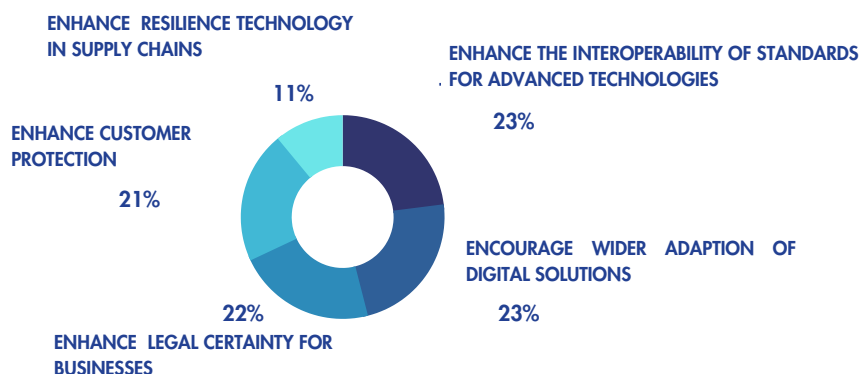 ENHANCE RESILIENCE TECHNOLOGY
IN SUPPLY CHAINS
11%
ENHANCE THE INTEROPERABILITY OF STANDARDS
. FOR ADVANCED TECHNOLOGIES
23%
ENHANCE CUSTOMER
PROTECTION
21%
ENCOURAGE WIDER ADAPTION OF
DIGITAL SOLUTIONS
23%
22%
ENHANCE LEGAL CERTAINTY FOR
BUSINESSES